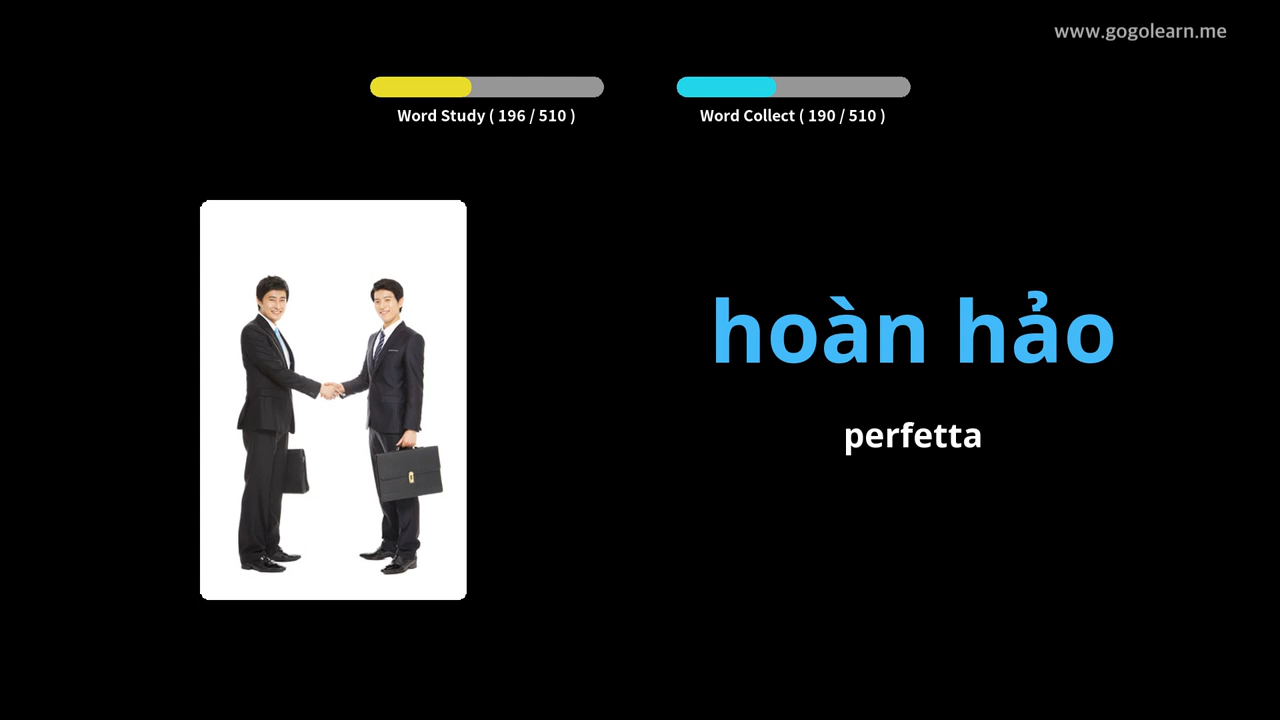 www.gogolearn.me
Word Study ( 196 / 510 )
Word Collect ( 190 / 510 )
hoàn hảo
perfetta